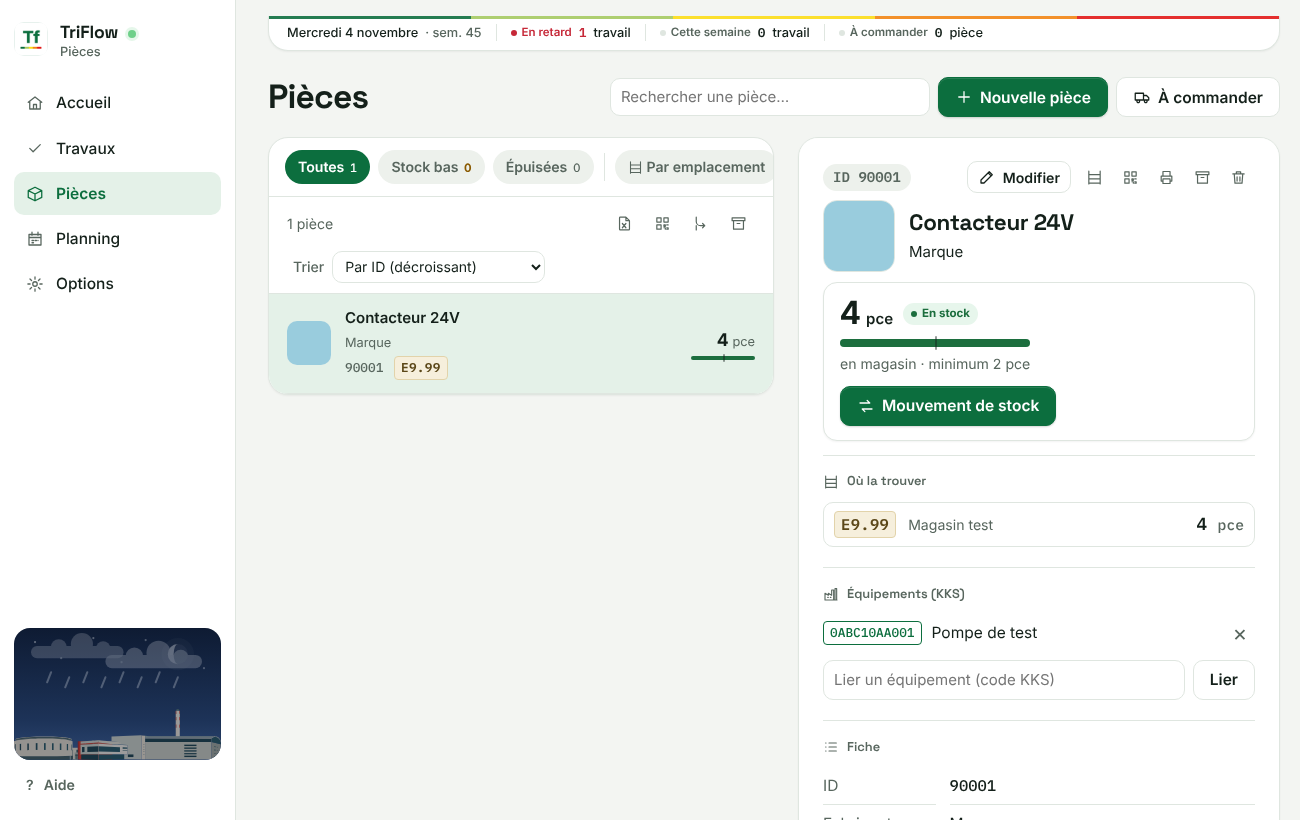 Tf
TriFlow
Pièces
Accueil
Travaux
Pièces
Planning
Options
? Aide
Mercredi 4 novembre · sem. 45
En retard 1 travail
Cette semaine 0 travail
À commander 0 pièce
Pièces
Rechercher une pièce...
+ Nouvelle pièce
À commander
Toutes 1
Stock bas 0
Épuisées 0
Par emplacement
1 pièce
Trier Par ID (décroissant)
Contacteur 24V
Marque
90001 E9.99
4 pce
ID 90001
Modifier
Contacteur 24V
Marque
4 pce En stock
en magasin · minimum 2 pce
Mouvement de stock
Où la trouver
E9.99 Magasin test 4 pce
Équipements (KKS)
0ABC10AA001 Pompe de test
Lier un équipement (code KKS) Lier
Fiche
ID 90001